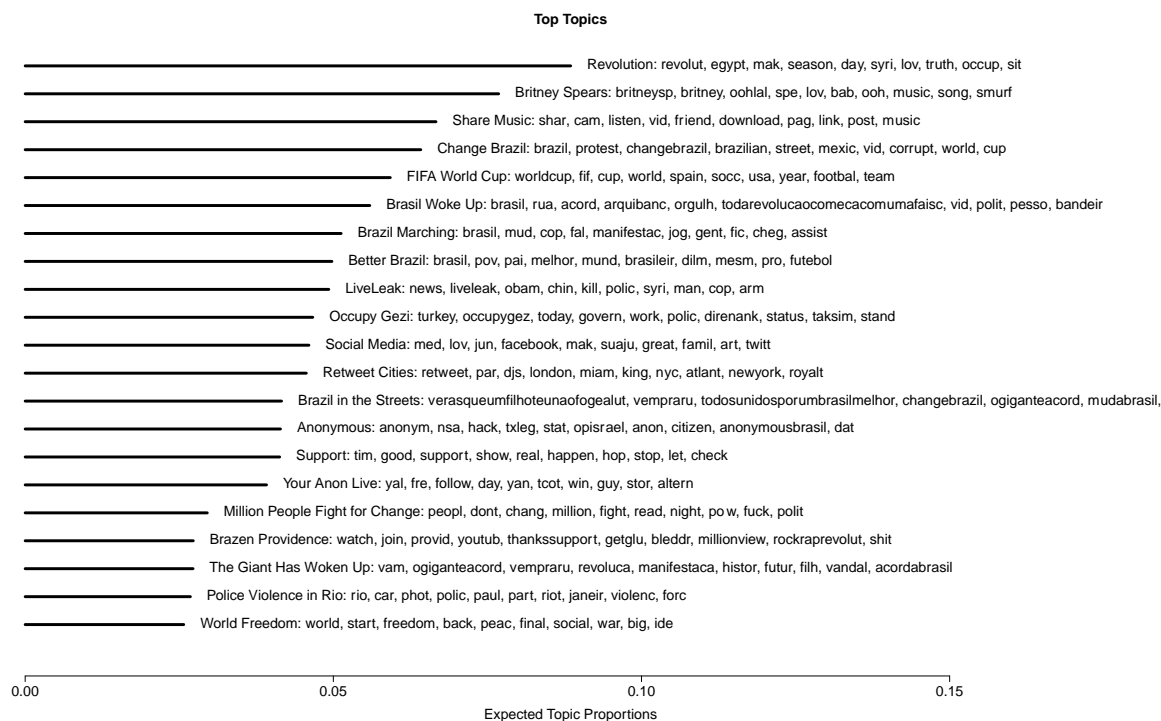 Top Topics
Revolution: revolut, egypt, mak, season, day, syri, lov, truth, occup, sit
Britney Spears: britneysp, britney, oohlal, spe, lov, bab, ooh, music, song, smurf
Share Music: shar, cam, listen, vid, friend, download, pag, link, post, music
Change Brazil: brazil, protest, changebrazil, brazilian, street, mexic, vid, corrupt, world, cup
FIFA World Cup: worldcup, fif, cup, world, spain, socc, usa, year, footbal, team
Brasil Woke Up: brasil, rua, acord, arquibanc, orgulh, todarevolucaocomecacomumafaisc, vid, polit, pesso, bandeir
Brazil Marching: brasil, mud, cop, fal, manifestac, jog, gent, fic, cheg, assist
Better Brazil: brasil, pov, pai, melhor, mund, brasileir, dilm, mesm, pro, futebol
LiveLeak: news, liveleak, obam, chin, kill, polic, syri, man, cop, arm
Occupy Gezi: turkey, occupygez, today, govern, work, polic, direnank, status, taksim, stand
Social Media: med, lov, jun, facebook, mak, suaju, great, famil, art, twitt
Retweet Cities: retweet, par, djs, london, miam, king, nyc, atlant, newyork, royalt
Brazil in the Streets: verasqueumfilhoteunaofogealut, vempraru, todosunidosporumbrasilmelhor, changebrazil, ogiganteacord, mudabrasil,
Anonymous: anonym, nsa, hack, txleg, stat, opisrael, anon, citizen, anonymousbrasil, dat
Support: tim, good, support, show, real, happen, hop, stop, let, check
Your Anon Live: yal, fre, follow, day, yan, tcot, win, guy, stor, altern
Million People Fight for Change: peopl, dont, chang, million, fight, read, night, pow, fuck, polit
Brazen Providence: watch, join, provid, youtub, thankssupport, getglu, bleddr, millionview, rockraprevolut, shit
The Giant Has Woken Up: vam, ogiganteacord, vempraru, revoluca, manifestaca, histor, futur, filh, vandal, acordabrasil
Police Violence in Rio: rio, car, phot, polic, paul, part, riot, janeir, violenc, forc
World Freedom: world, start, freedom, back, peac, final, social, war, big, ide
0.00 0.05 0.10 0.15
Expected Topic Proportions